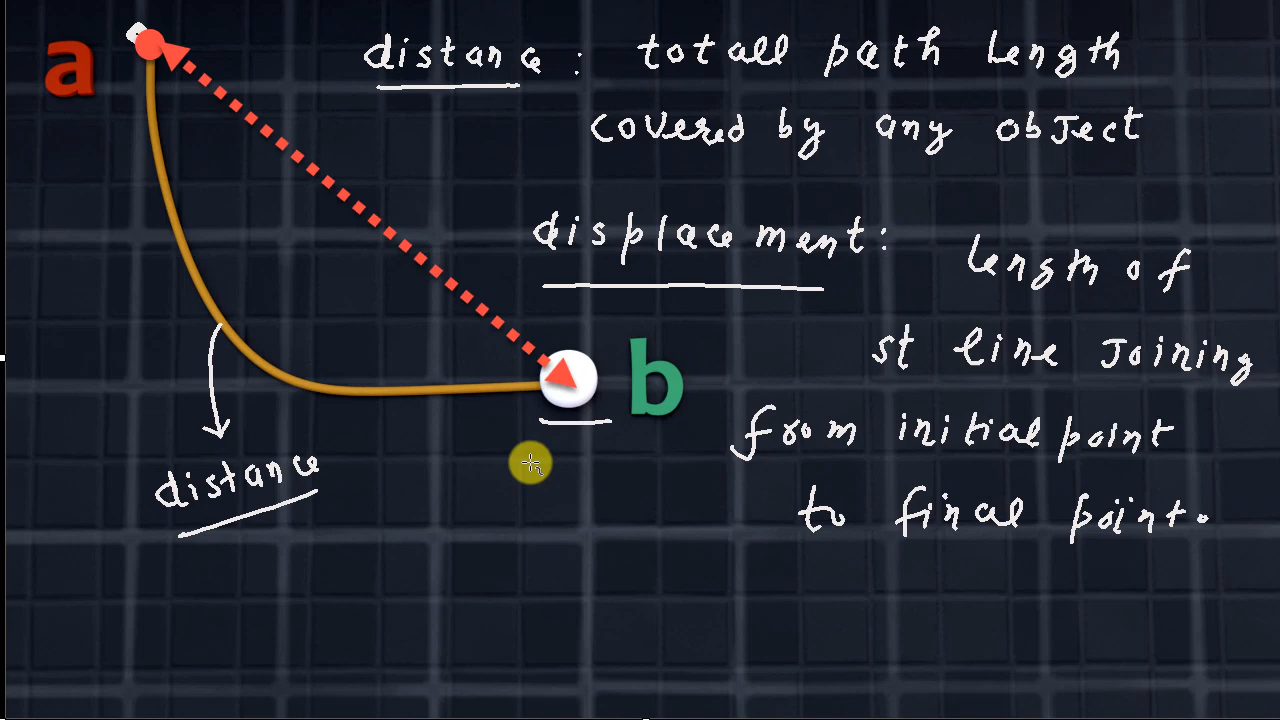 a
distance : totall path length
covered by any object
displacement :
length of
st line Joining
b
from initial point
distance
to final point.